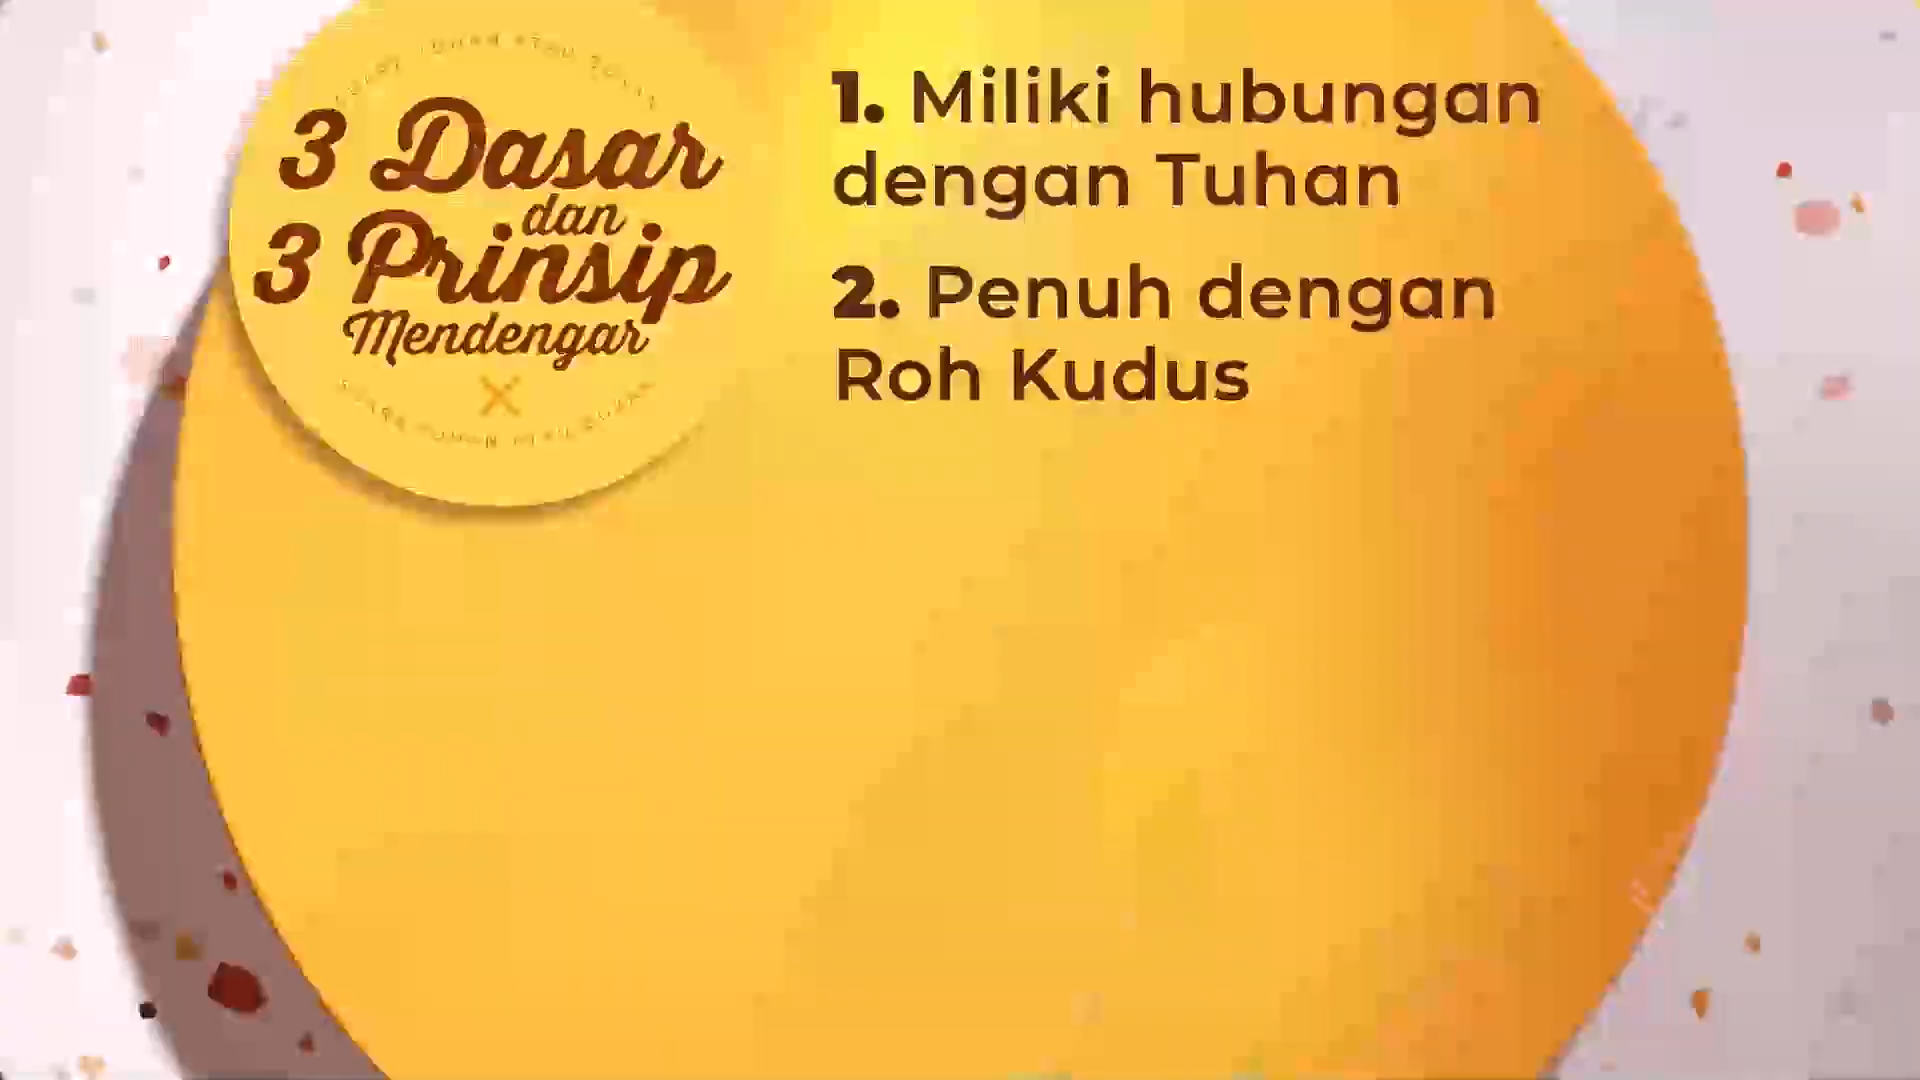 3 Dasar
dan
3 Prinsip
Mendengar
1. Miliki hubungan
dengan Tuhan
2. Penuh dengan
Roh Kudus